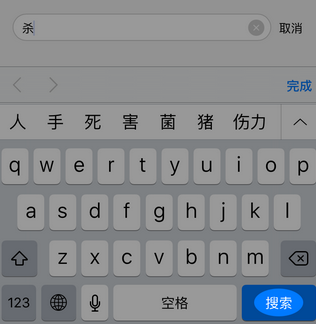 杀 取消
完成
人 手 死 害 菌 猪 伤力
q w e r t y u i o p
a s d f g h j k l
z x c v b n m
123 空格 搜索